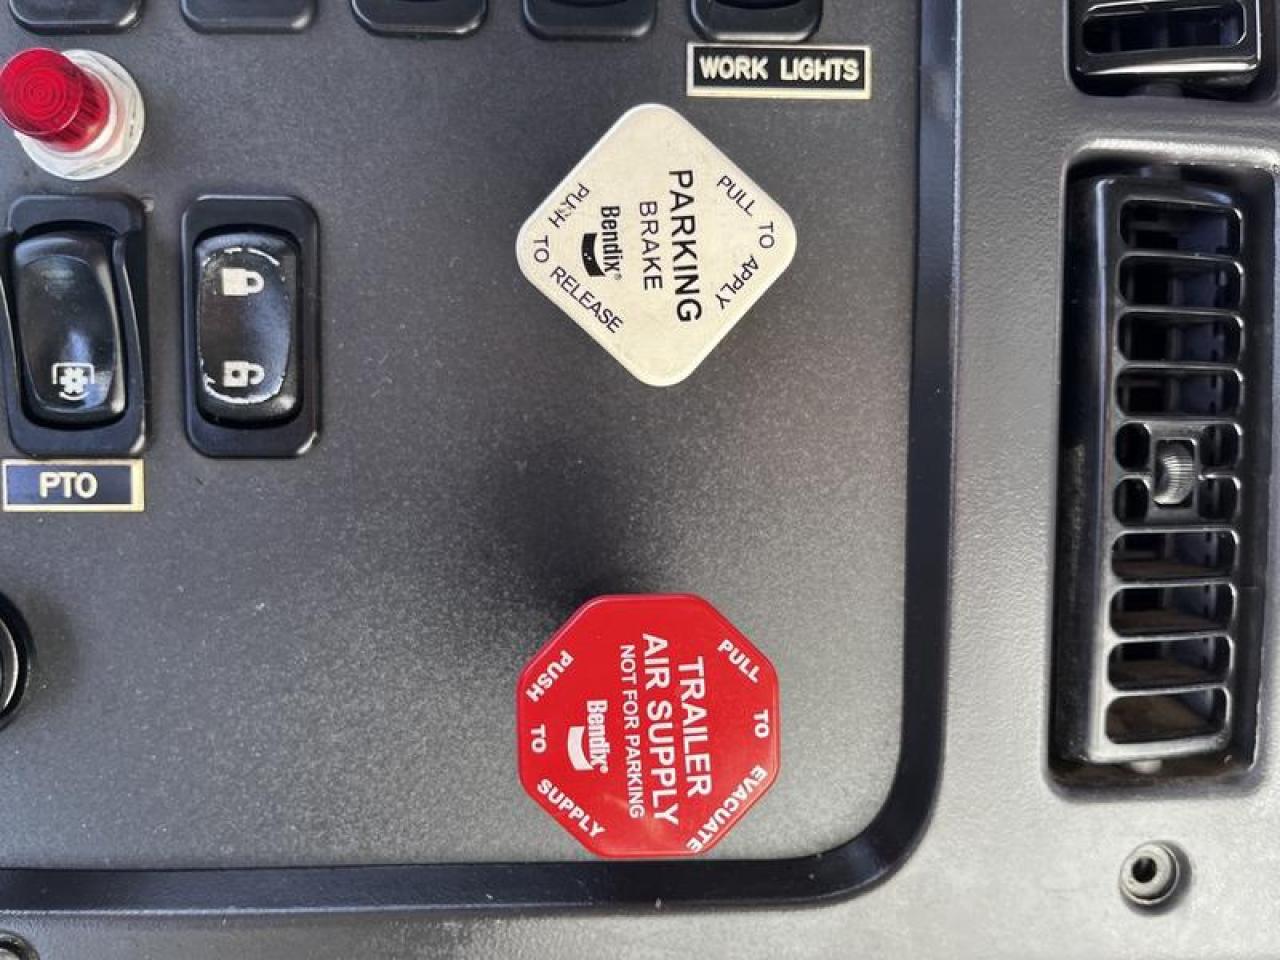 WORK LIGHTS
PULL TO APPLY
PARKING
BRAKE
Bendix®
PUSH TO RELEASE
PTO
PULL TO EVACUATE
TRAILER
AIR SUPPLY
NOT FOR PARKING
Bendix®
PUSH TO SUPPLY